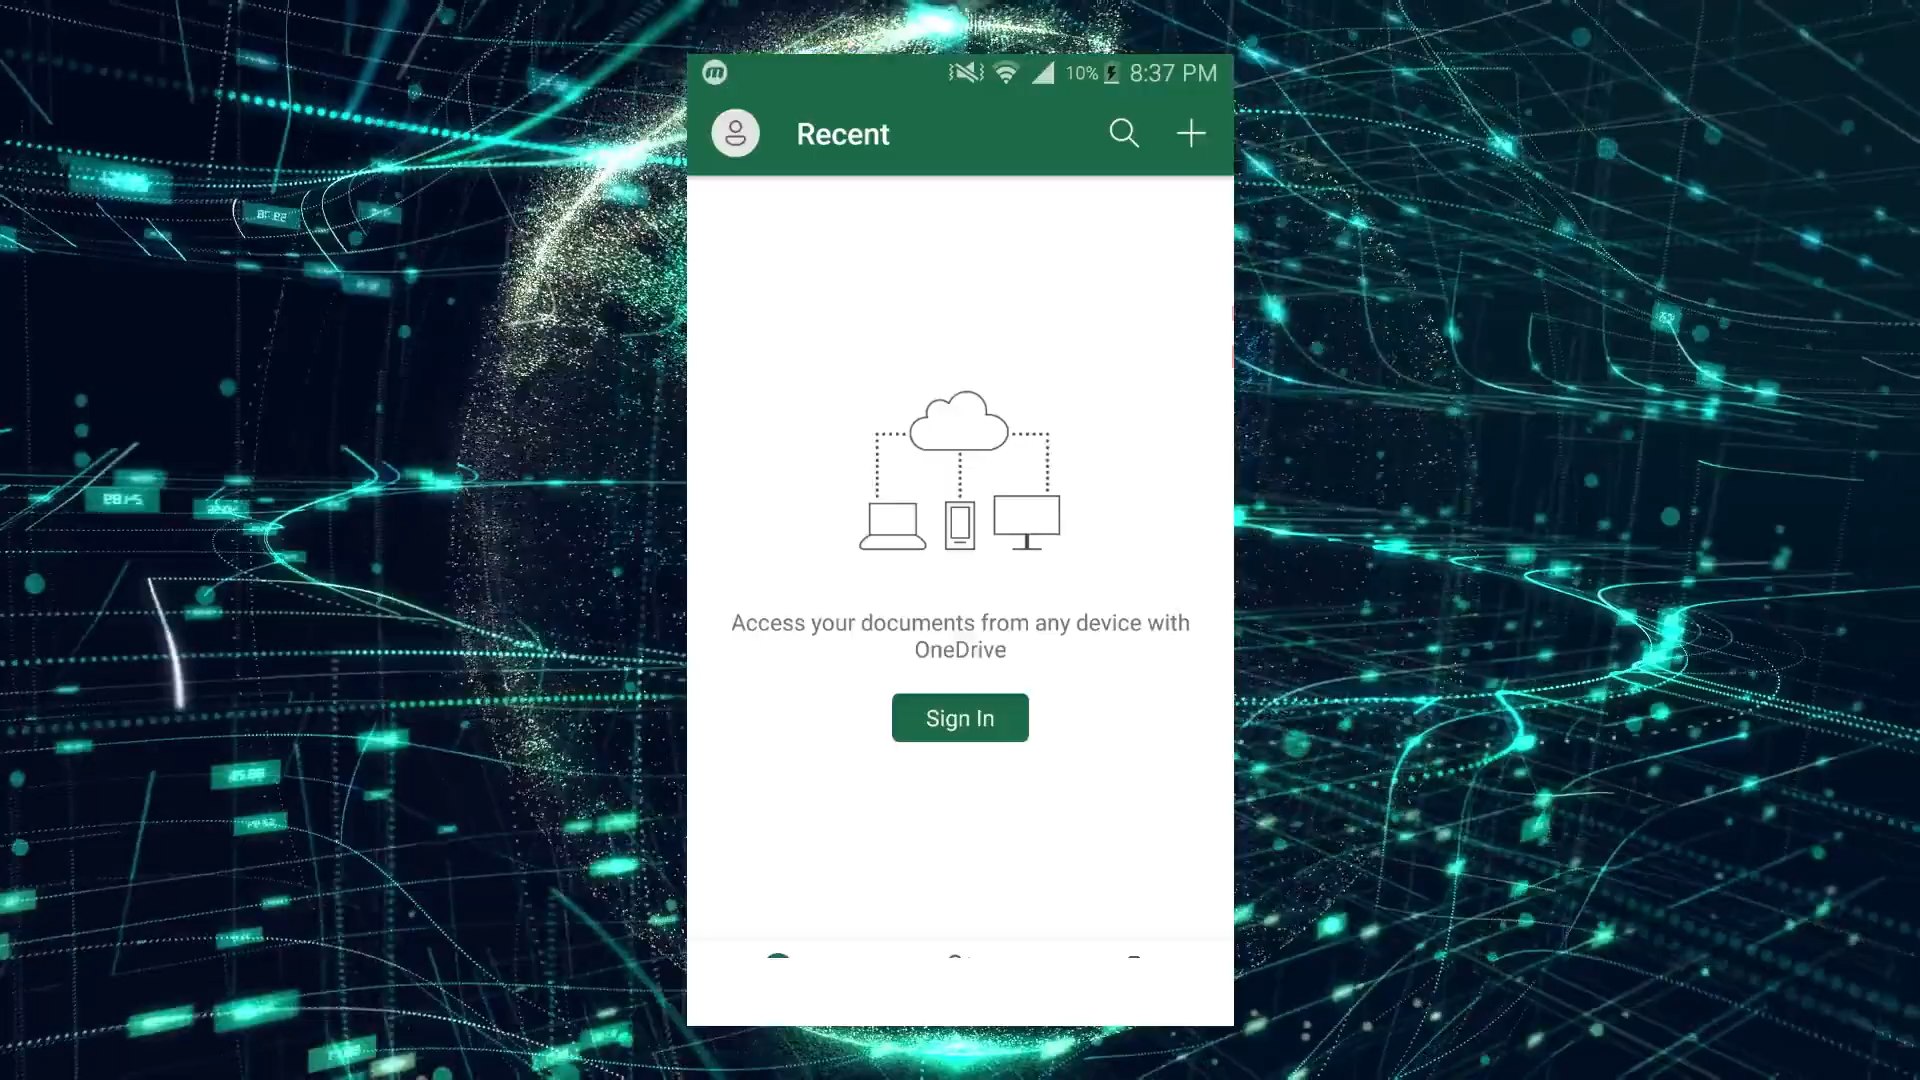 10% 8:37 PM
Recent
Access your documents from any device with
OneDrive
Sign In